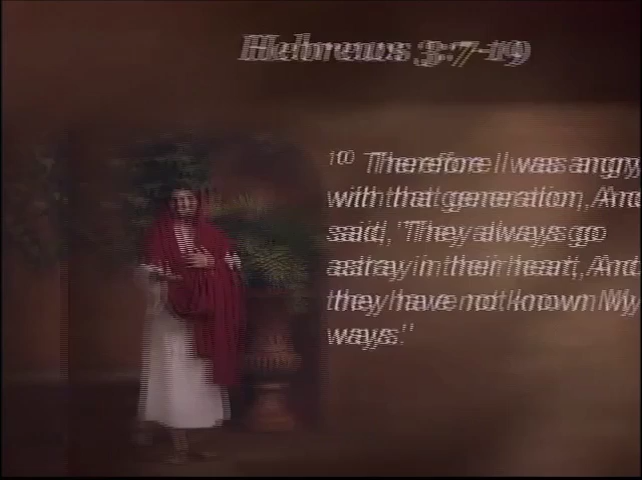 Hebrews 3:7-19
10 Therefore I was angry
with that generation, And
said, 'They always go
astray in their heart, And
they have not known My
ways.'